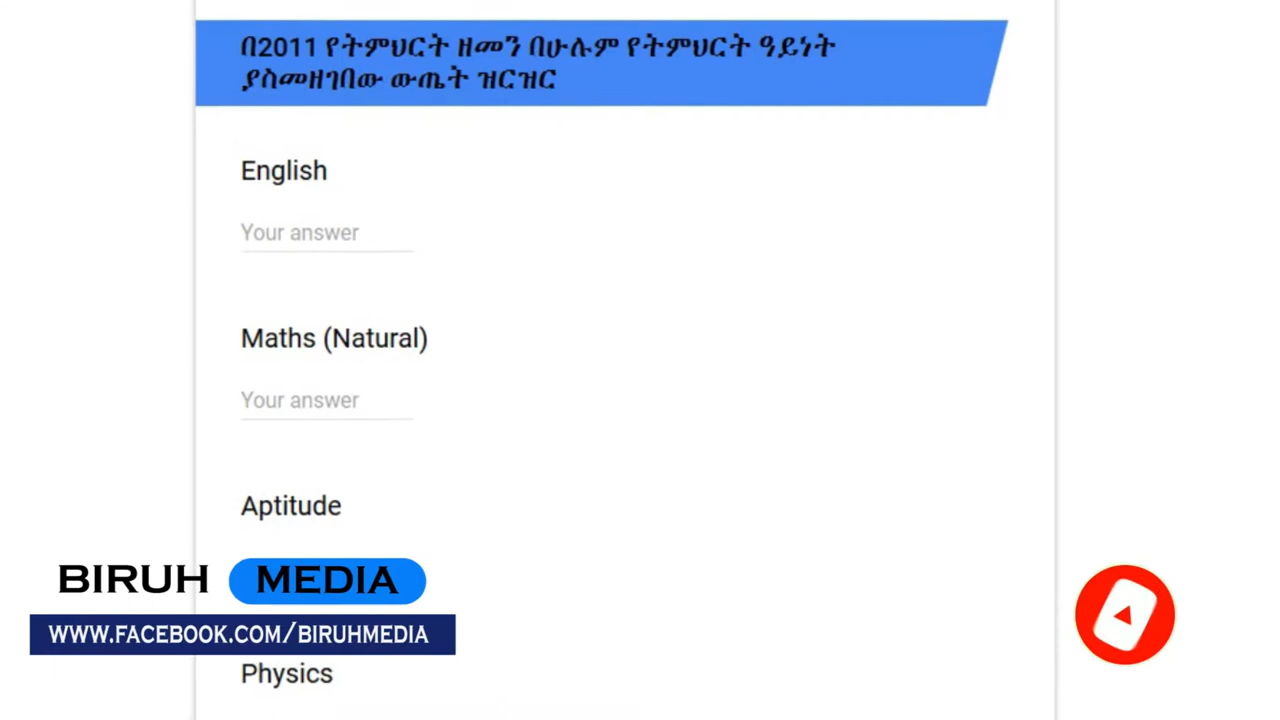 በ2011 የትምህርት ዘመን በሁሉም የትምህርት ዓይነት
ያስመዘገበው ውጤት ዝርዝር
English
Your answer
Maths (Natural)
Your answer
Aptitude
BIRUH MEDIA
WWW.FACEBOOK.COM/BIRUHMEDIA
Physics